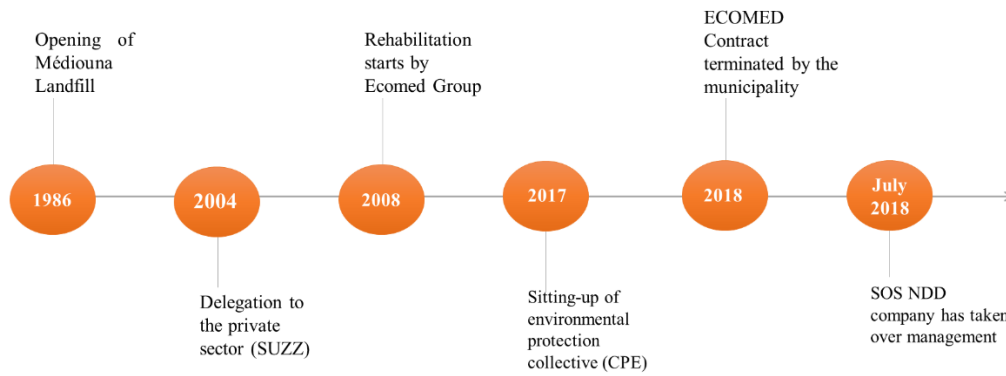 Opening of
Médiouna
Landfill
1986
2004
Delegation to
the private
sector (SUZZ)
Rehabilitation
starts by
Ecomed Group
2008
2017
Sitting-up of
environmental
protection
collective (CPE)
ECOMED
Contract
terminated by the
municipality
2018
July
2018
SOS NDD
company has taken
over management